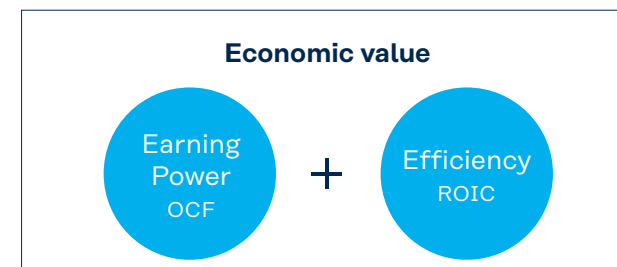 Economic value
Earning
Power
OCF
+
Efficiency
ROIC